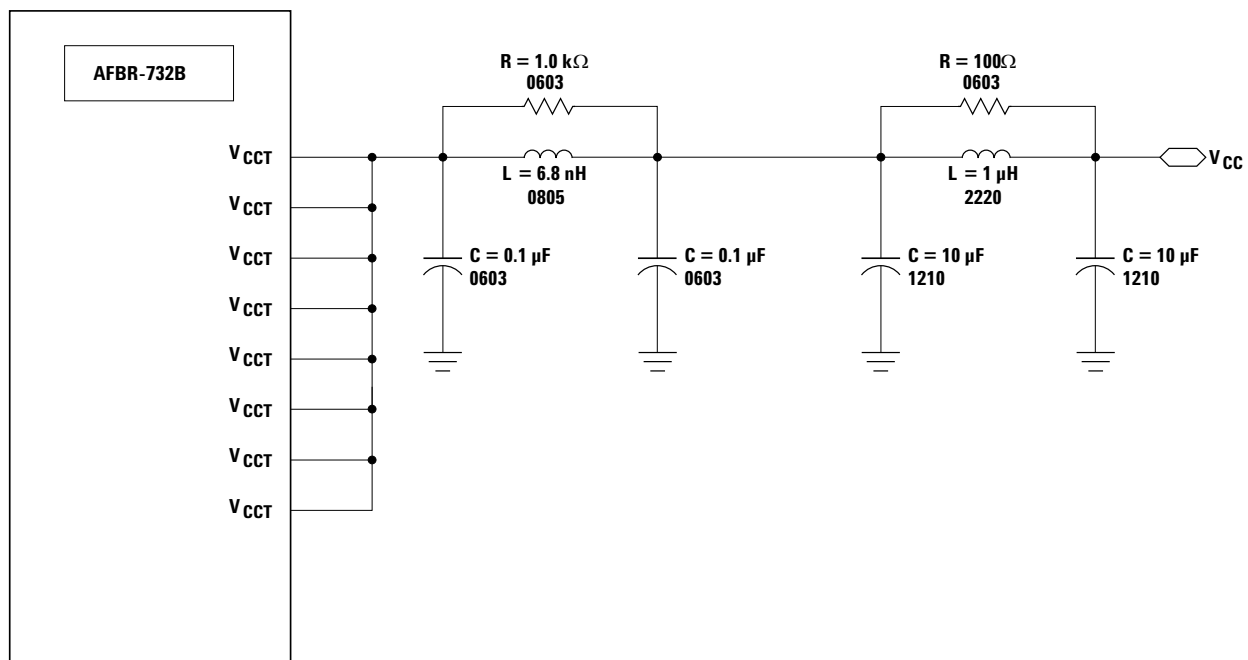 AFBR-732B
R = 1.0 kΩ
0603
R = 100Ω
0603
VCCT
L = 6.8 nH
0805
L = 1 µH
2220
VCC
VCCT
VCCT
C = 0.1 µF
0603
C = 0.1 µF
0603
C = 10 µF
1210
C = 10 µF
1210
VCCT
VCCT
VCCT
VCCT
VCCT